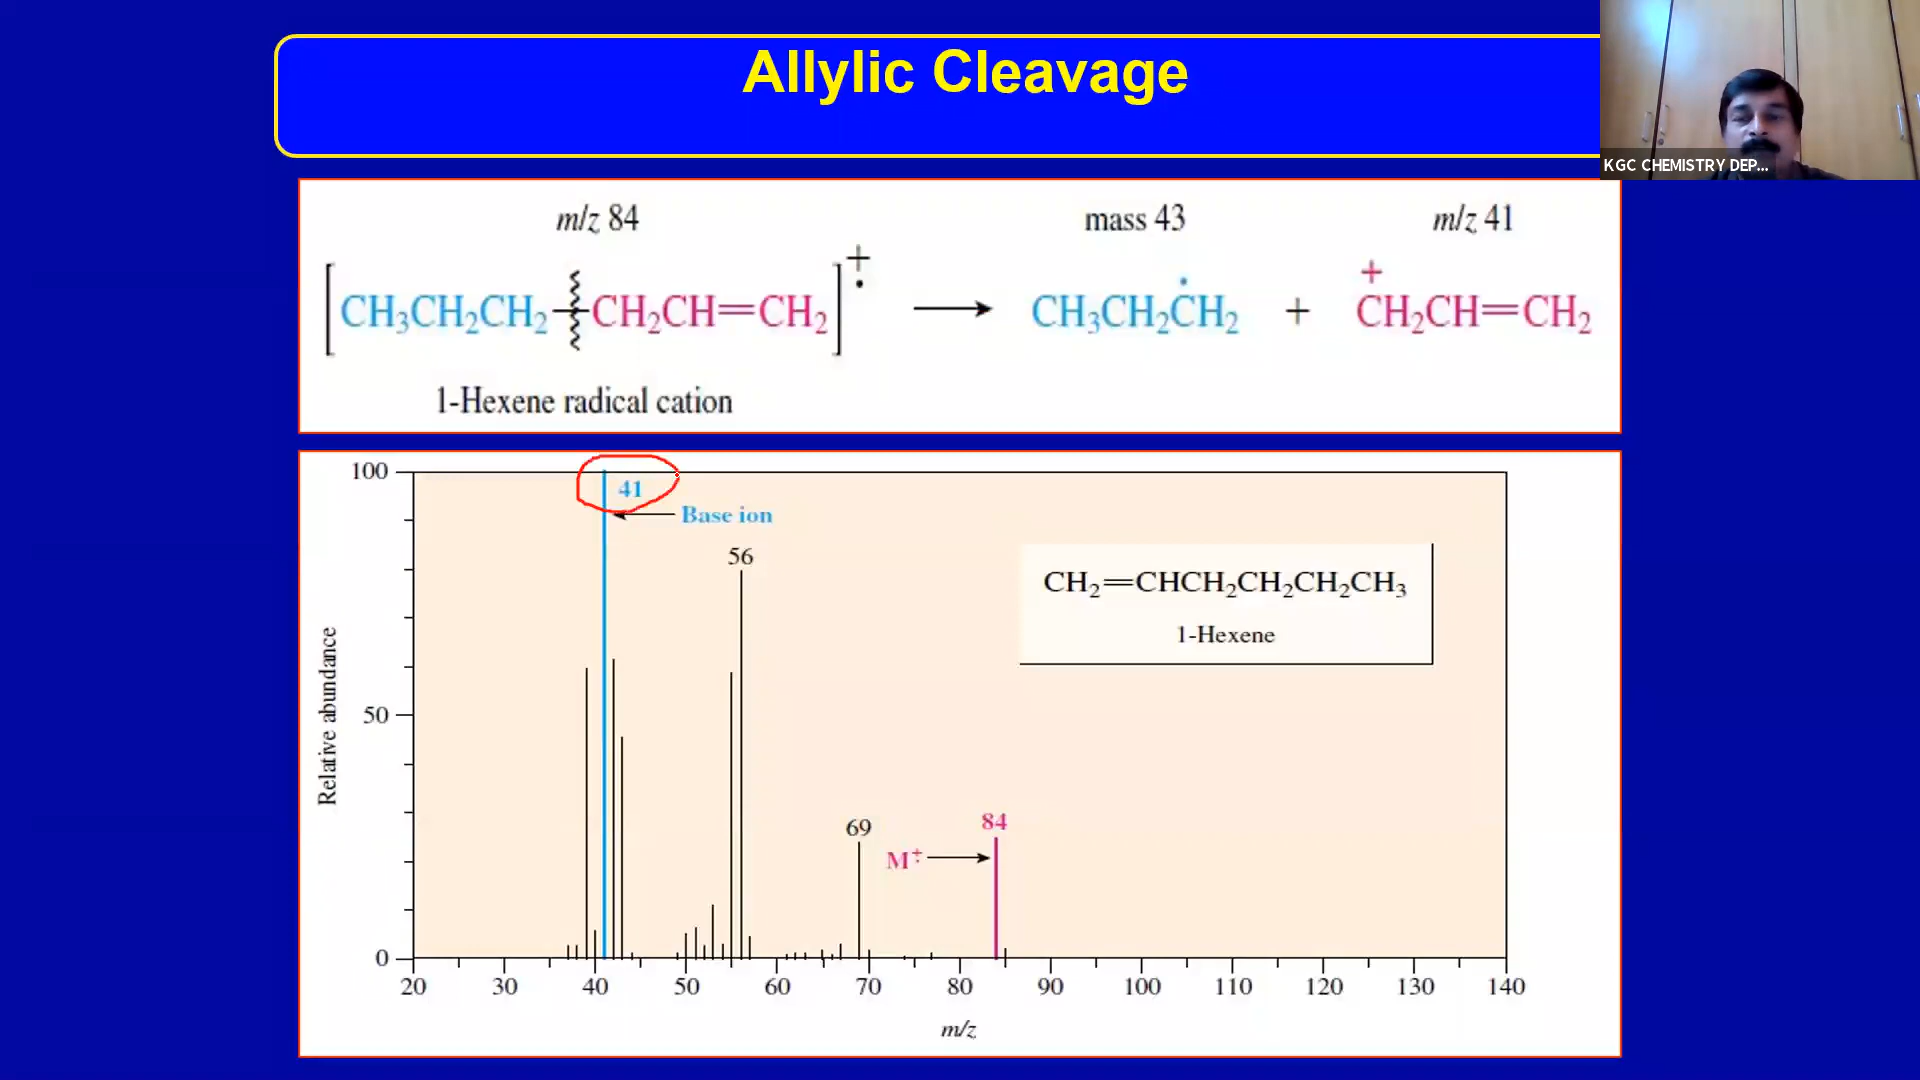 Allylic Cleavage
KGC CHEMISTRY DEP...
m/z 84
mass 43
m/z 41
[CH₃CH₂CH₂ CH₂CH=CH₂]+• ⟶ CH₃CH₂ĊH₂ + +CH₂CH=CH₂
1-Hexene radical cation
100
41
Base ion
56
CH₂=CHCH₂CH₂CH₂CH₃
1-Hexene
Relative abundance
50
69
84
M+•
0
20 30 40 50 60 70 80 90 100 110 120 130 140
m/z